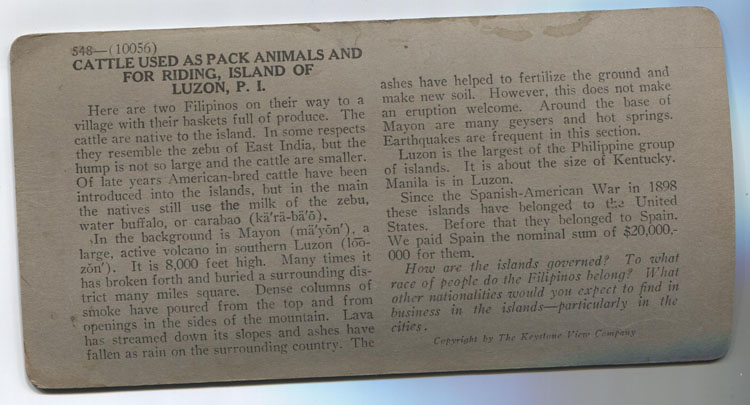 548—(10056)
CATTLE USED AS PACK ANIMALS AND
FOR RIDING, ISLAND OF
LUZON, P. I.
Here are two Filipinos on their way to a
village with their baskets full of produce. The
cattle are native to the island. In some respects
they resemble the zebu of East India, but the
hump is not so large and the cattle are smaller.
Of late years American-bred cattle have been
introduced into the islands, but in the main
the natives still use the milk of the zebu,
water buffalo, or carabao (kä'rä-bä'ō).
In the background is Mayon (mä'yōn'), a
large, active volcano in southern Luzon (lo͞o-
zōn'). It is 8,000 feet high. Many times it
has broken forth and buried a surrounding dis-
trict many miles square. Dense columns of
smoke have poured from the top and from
openings in the sides of the mountain. Lava
has streamed down its slopes and ashes have
fallen as rain on the surrounding country. The
ashes have helped to fertilize the ground and
make new soil. However, this does not make
an eruption welcome. Around the base of
Mayon are many geysers and hot springs.
Earthquakes are frequent in this section.
Luzon is the largest of the Philippine group
of islands. It is about the size of Kentucky.
Manila is in Luzon.
Since the Spanish-American War in 1898
these islands have belonged to the United
States. Before that they belonged to Spain.
We paid Spain the nominal sum of $20,000,-
000 for them.
How are the islands governed? To what
race of people do the Filipinos belong? What
other nationalities would you expect to find in
business in the islands—particularly in the
cities.
Copyright by The Keystone View Company